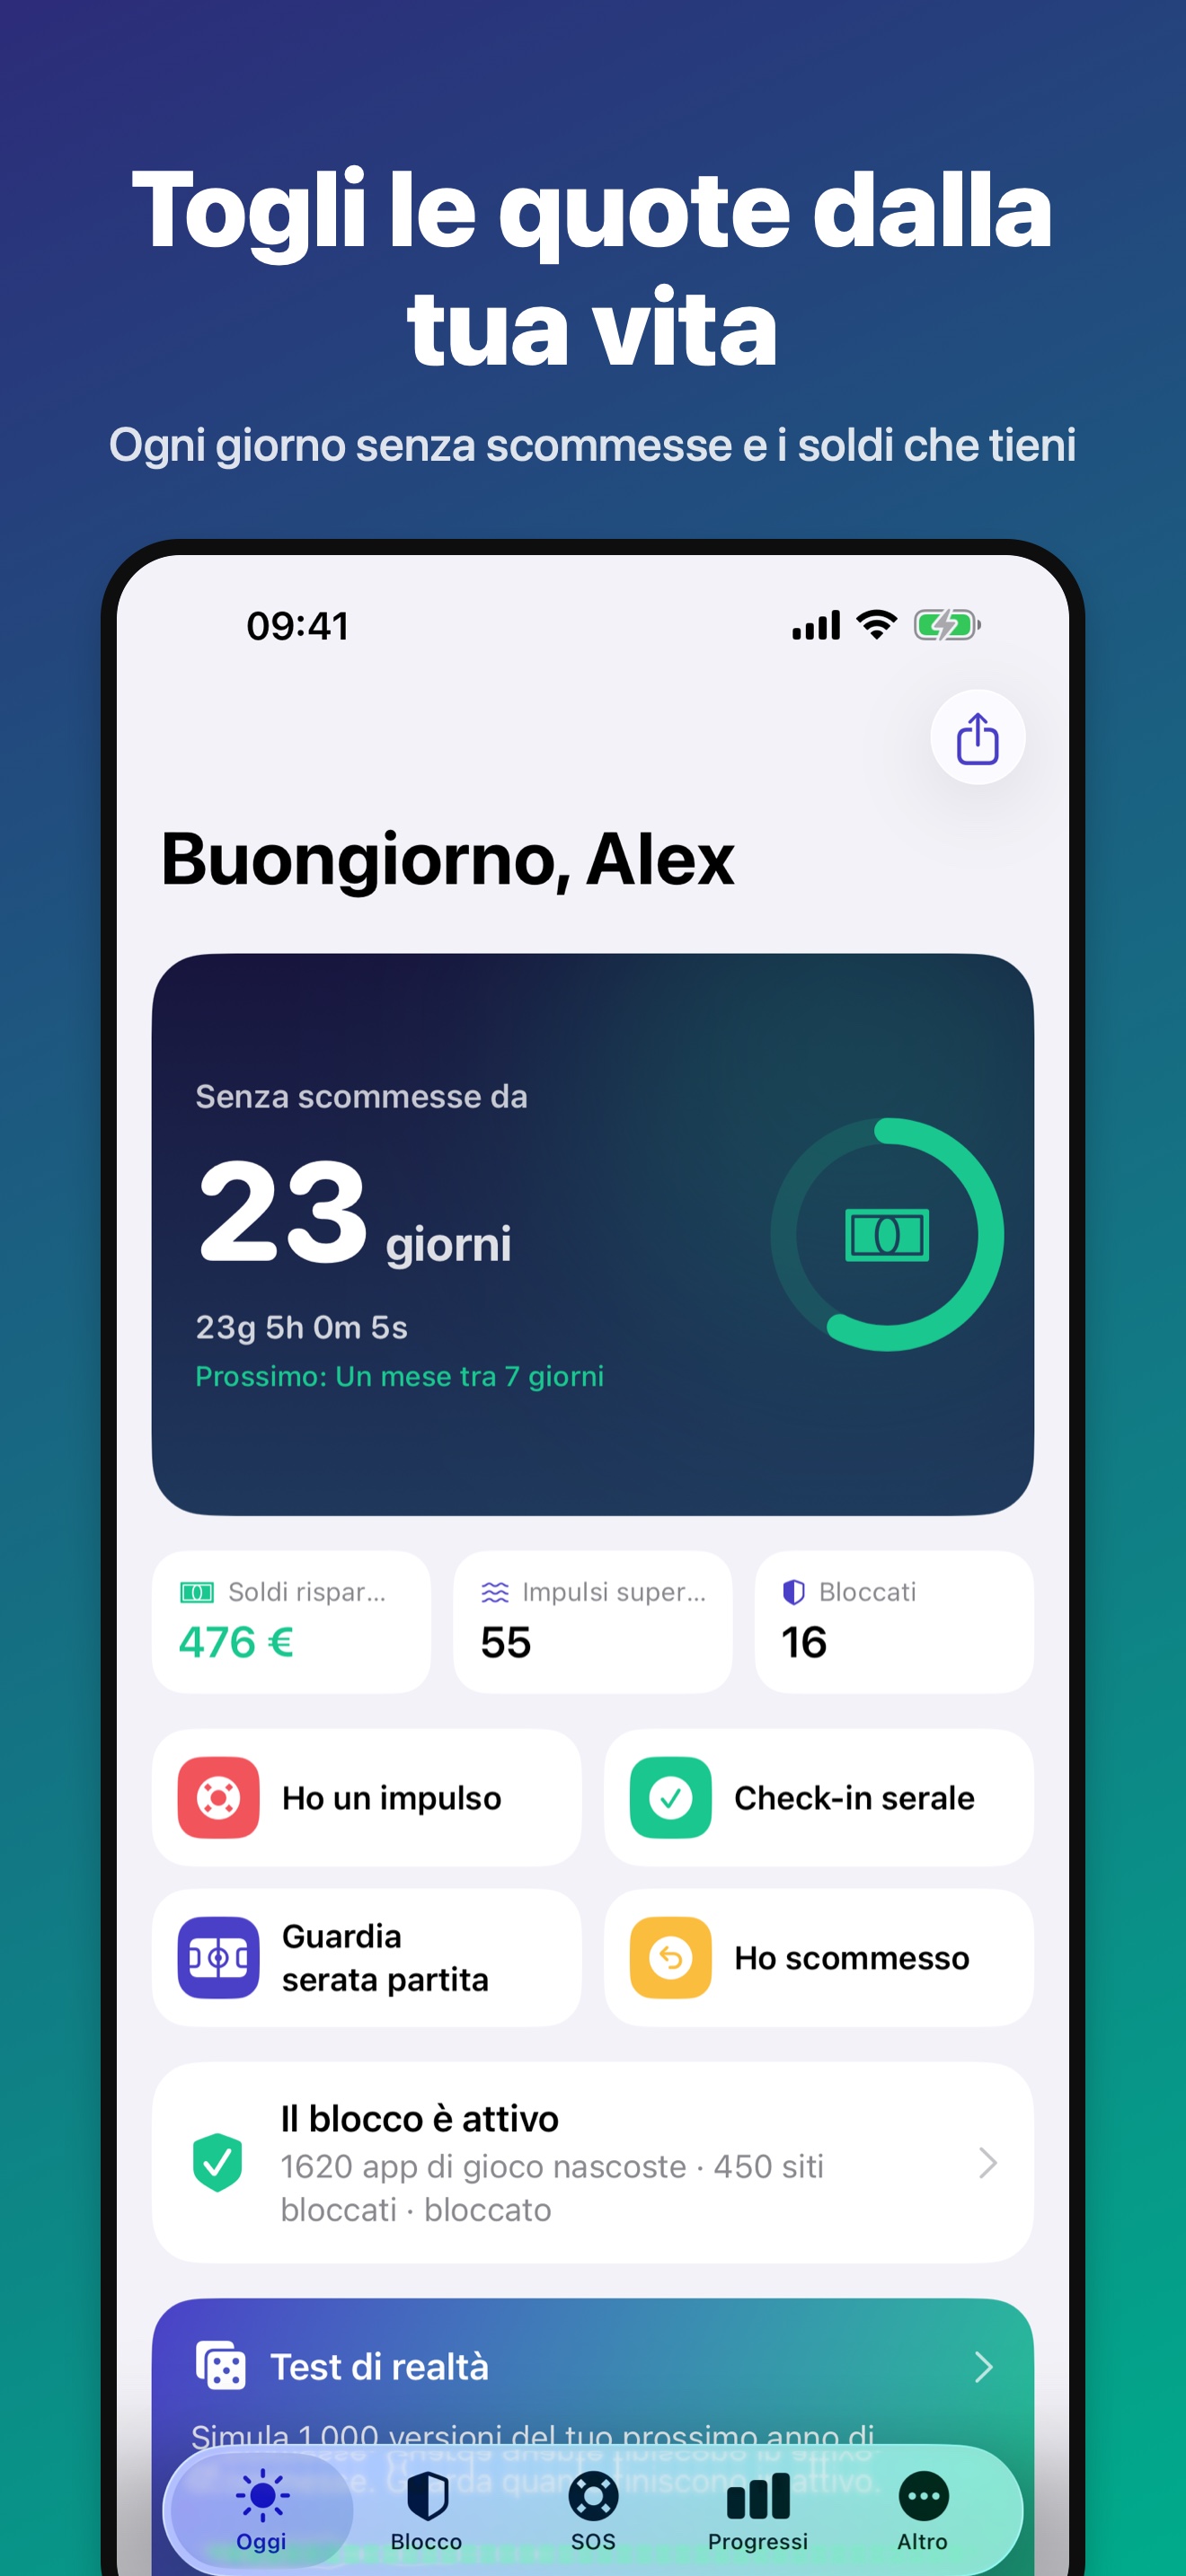 Togli le quote dalla
tua vita
Ogni giorno senza scommesse e i soldi che tieni
09:41
Buongiorno, Alex
Senza scommesse da
23 giorni
23g 5h 0m 5s
Prossimo: Un mese tra 7 giorni
Soldi rispar...
476 €
Impulsi super...
55
Bloccati
16
Ho un impulso
Check-in serale
Guardia
serata partita
Ho scommesso
Il blocco è attivo
1620 app di gioco nascoste · 450 siti
bloccati · bloccato
Test di realtà
Simula 1.000 versioni del tuo prossimo anno di
Oggi
Blocco
SOS
Progressi
Altro